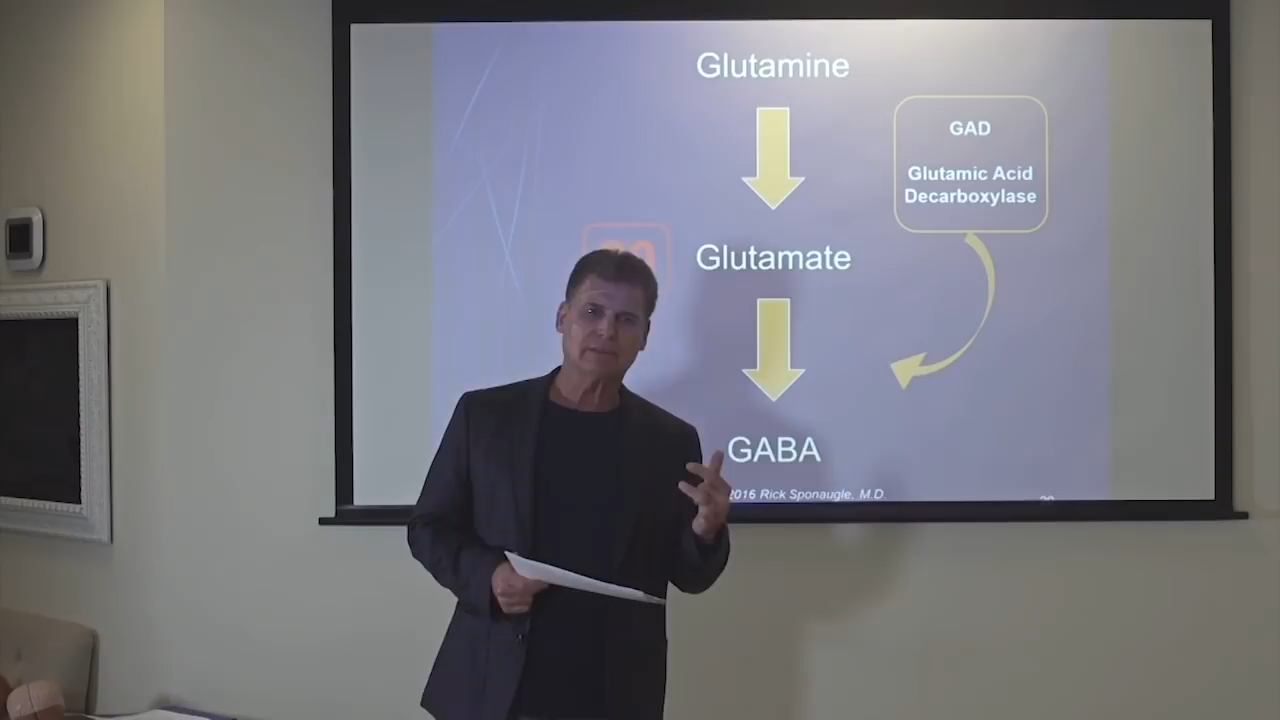 Glutamine
GAD
Glutamic Acid
Decarboxylase
Glutamate
GABA
2016 Rick Sponaugle, M.D.